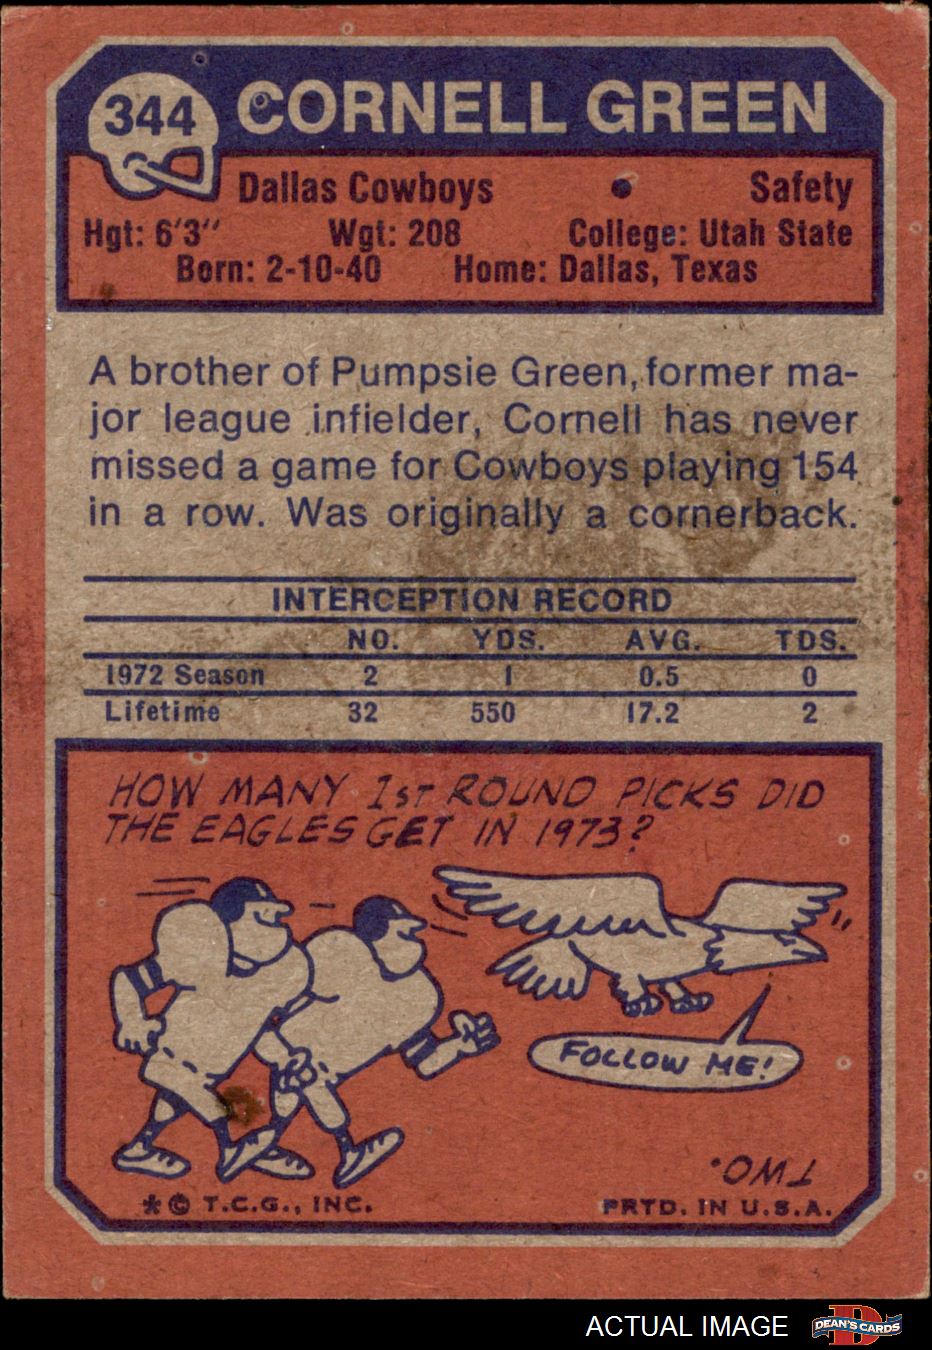 344 CORNELL GREEN
Dallas Cowboys • Safety
Hgt: 6'3" Wgt: 208 College: Utah State
Born: 2-10-40 Home: Dallas, Texas
A brother of Pumpsie Green, former ma-
jor league infielder, Cornell has never
missed a game for Cowboys playing 154
in a row. Was originally a cornerback.
INTERCEPTION RECORD
NO. YDS. AVG. TDS.
1972 Season 2 1 0.5 0
Lifetime 32 550 17.2 2
HOW MANY 1ST ROUND PICKS DID
THE EAGLES GET IN 1973?
FOLLOW ME!
TWO.
* © T.C.G., INC. PRTD. IN U.S.A.
ACTUAL IMAGE DEAN'S CARDS